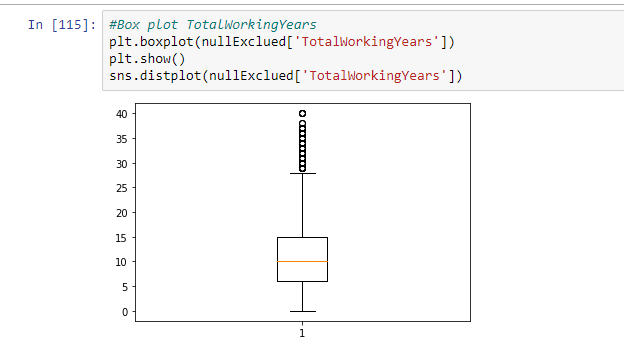 In [115]: #Box plot TotalWorkingYears
plt.boxplot(nullExclued['TotalWorkingYears'])
plt.show()
sns.distplot(nullExclued['TotalWorkingYears'])
40
35
30
25
20
15
10
5
0
1